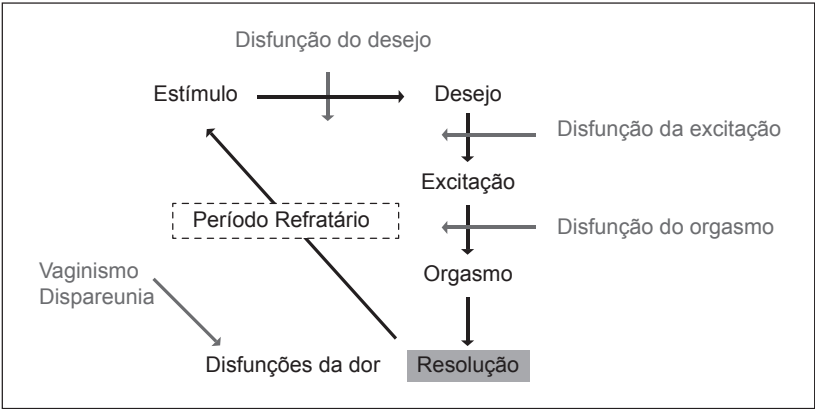 Disfunção do desejo
Estímulo
Desejo
Disfunção da excitação
Excitação
Período Refratário
Disfunção do orgasmo
Vaginismo
Dispareunia
Orgasmo
Disfunções da dor
Resolução